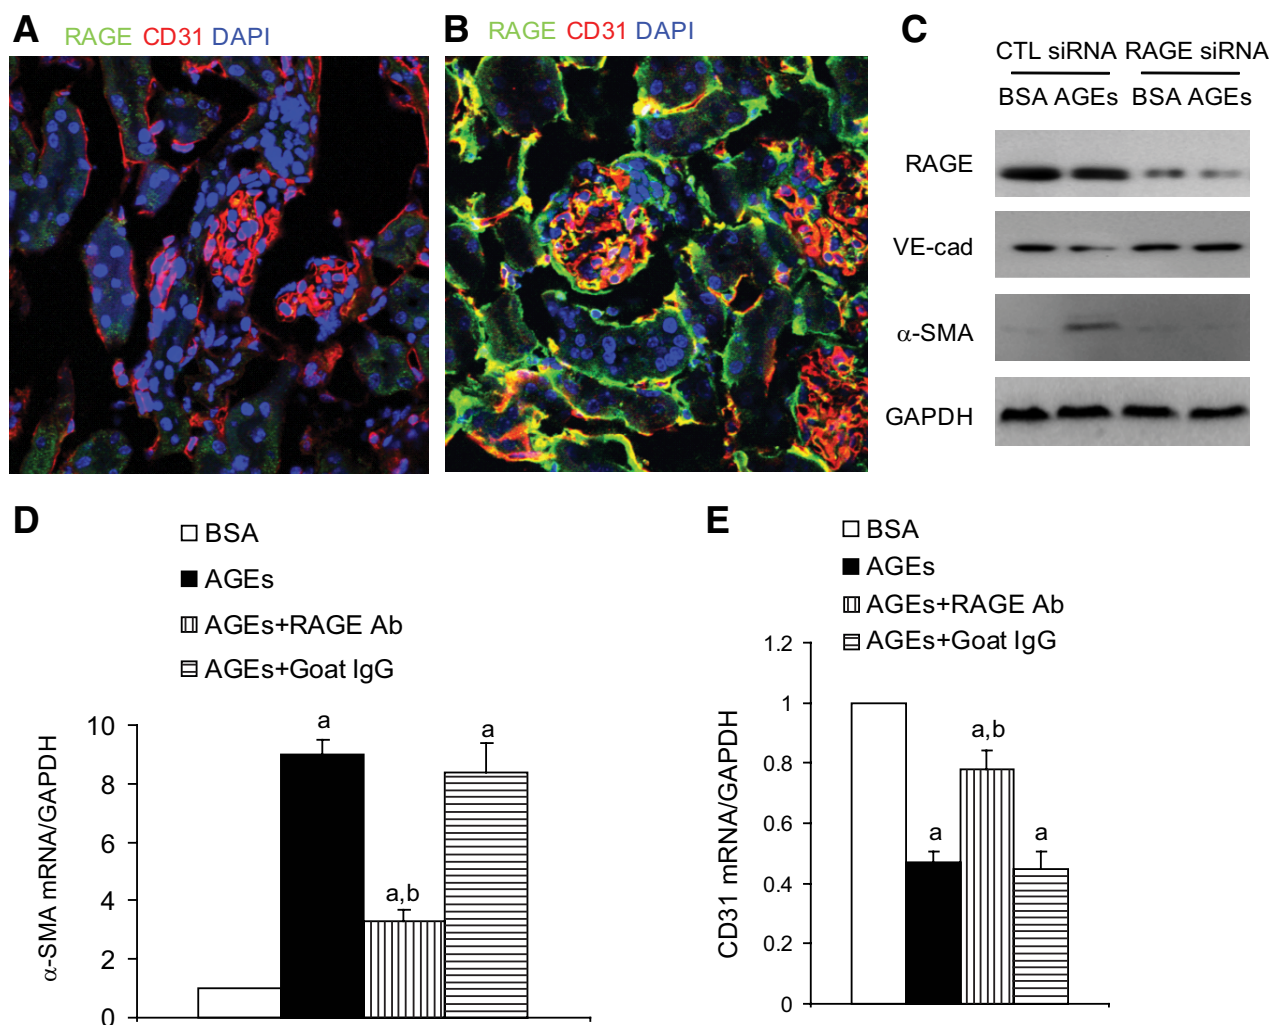 A
RAGE CD31 DAPI
B
RAGE CD31 DAPI
C
CTL siRNA RAGE siRNA
BSA AGEs BSA AGEs
RAGE
VE-cad
α-SMA
GAPDH
D
BSA
AGEs
AGEs+RAGE Ab
AGEs+Goat IgG
α-SMA mRNA/GAPDH
10
8
6
4
2
0
a
a,b
a
E
BSA
AGEs
AGEs+RAGE Ab
AGEs+Goat IgG
CD31 mRNA/GAPDH
1.2
1
0.8
0.6
0.4
0.2
0
a
a,b
a